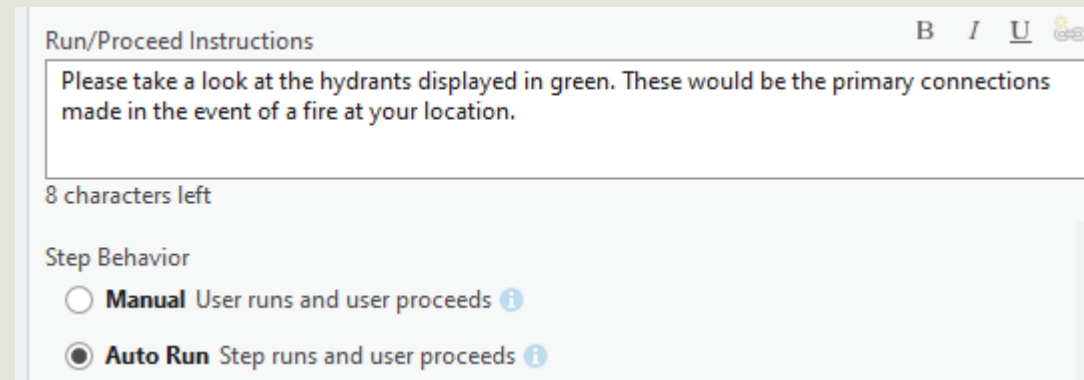 Run/Proceed Instructions B I U
Please take a look at the hydrants displayed in green. These would be the primary connections
made in the event of a fire at your location.
8 characters left
Step Behavior
Manual User runs and user proceeds
Auto Run Step runs and user proceeds